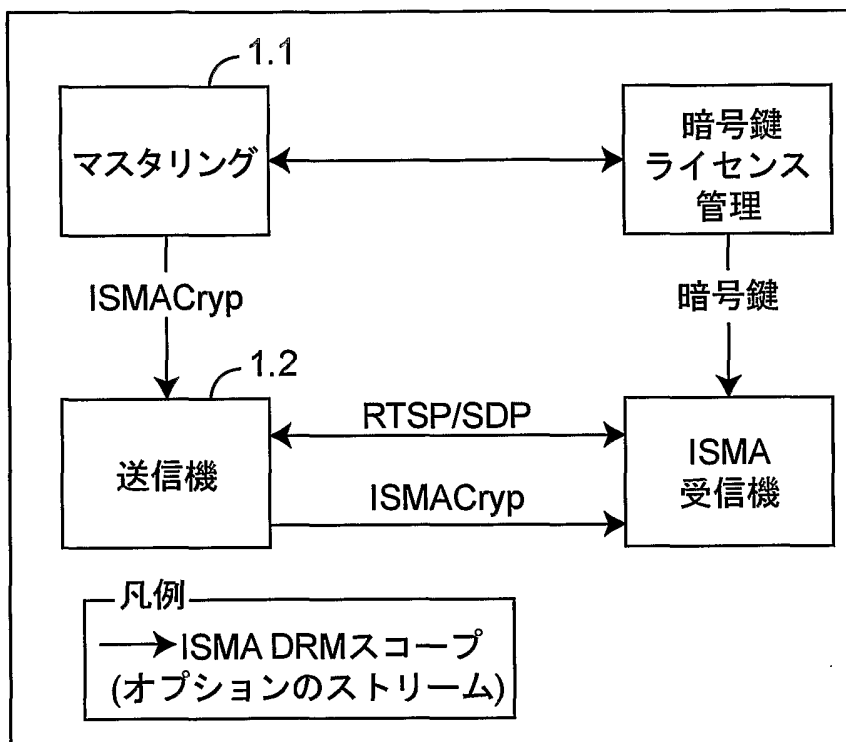 1.1
マスタリング
暗号鍵
ライセンス
管理
ISMACryp
暗号鍵
1.2
送信機
RTSP/SDP
ISMACryp
ISMA
受信機
凡例
ISMA DRMスコープ
(オプションのストリーム)